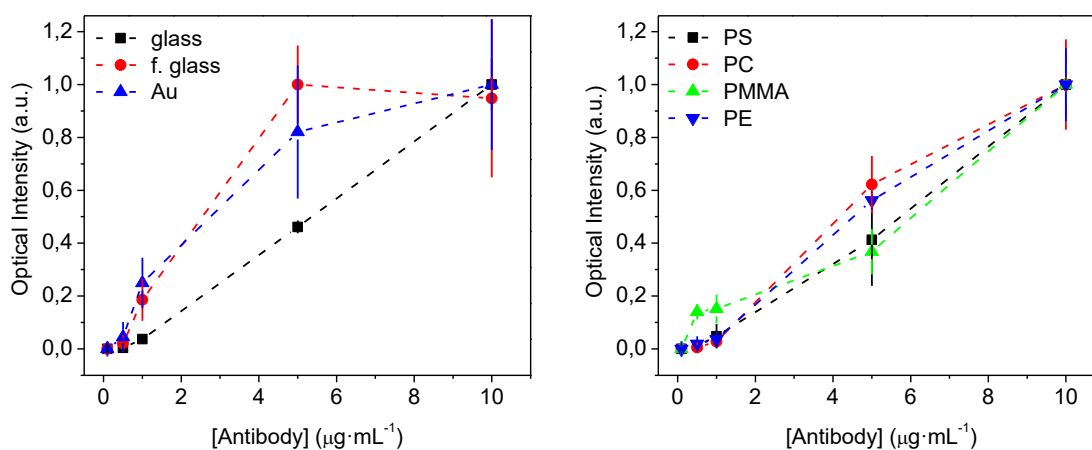 1,2
1,0
0,8
0,6
0,4
0,2
0,0
Optical Intensity (a.u.)
glass
f. glass
Au
0 2 4 6 8 10
[Antibody] (μg·mL⁻¹)
1,2
1,0
0,8
0,6
0,4
0,2
0,0
Optical Intensity (a.u.)
PS
PC
PMMA
PE
0 2 4 6 8 10
[Antibody] (μg·mL⁻¹)